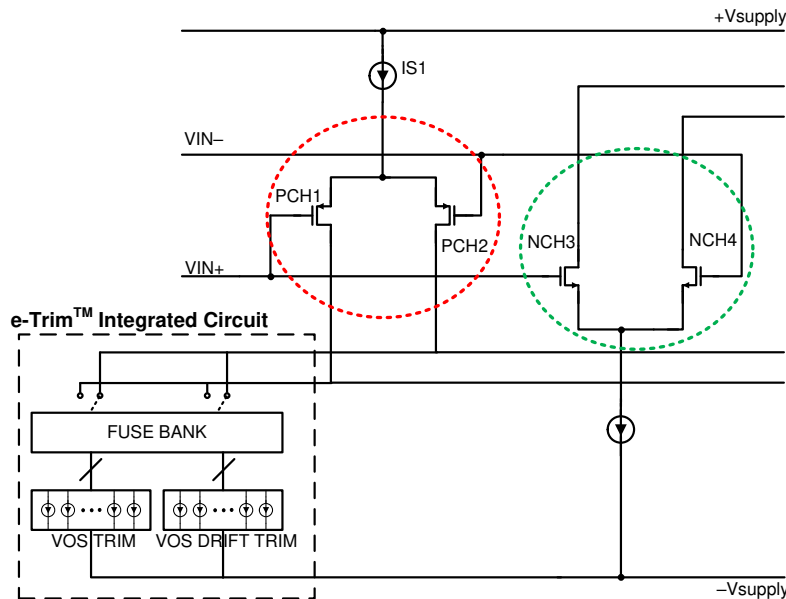 +Vsupply
IS1
VIN–
PCH1
PCH2
NCH3
NCH4
VIN+
e-Trim™ Integrated Circuit
FUSE BANK
VOS TRIM
VOS DRIFT TRIM
–Vsupply